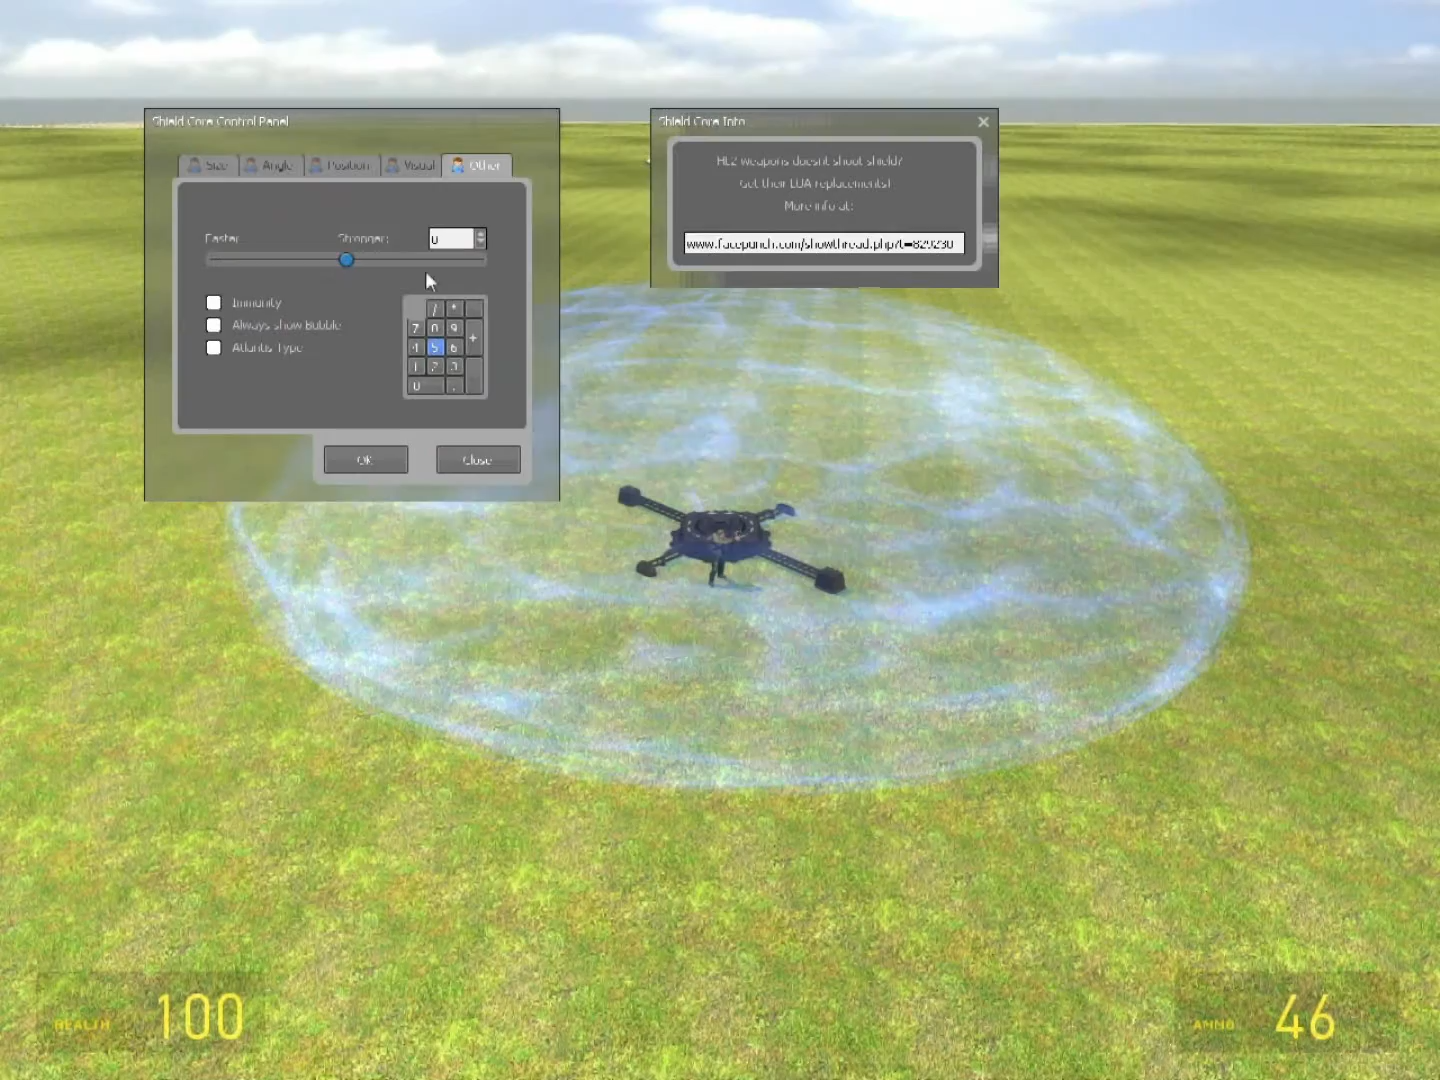 Shield Core Control Panel
Size Angle Position Visual Other
Faster Stronger: 0
Immunity
Always show Bubble
Atlantis Type
/ *
7 8 9 +
4 5 6
1 2 3
0 .
OK Close
Shield Core Info
HL2 weapons doesnt shoot shield?
Get their LUA replacements!
More info at:
www.facepunch.com/showthread.php?t=829230
HEALTH 100
AMMO 46